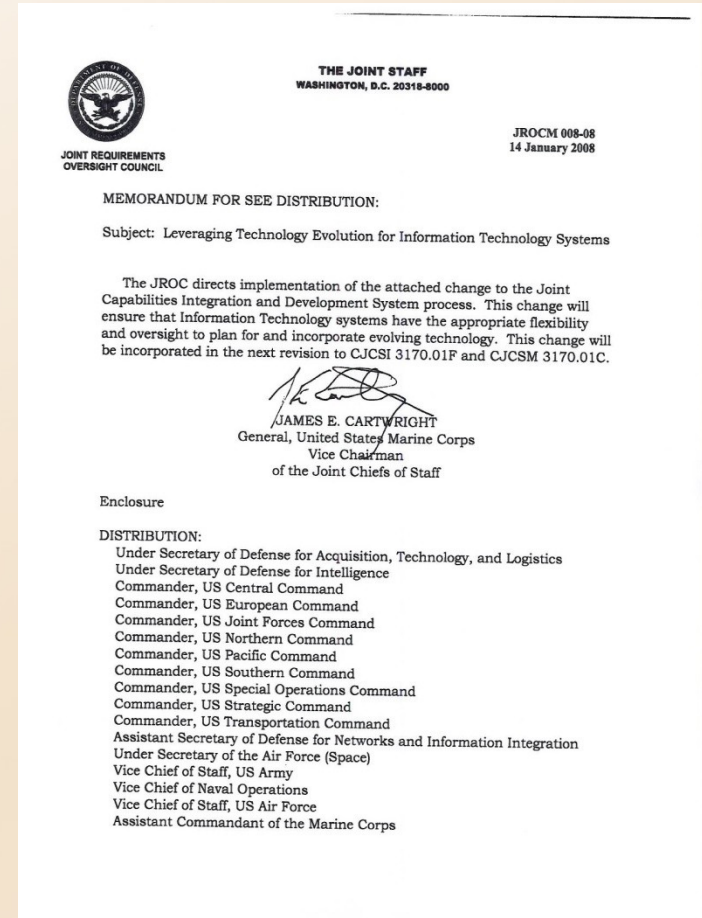 THE JOINT STAFF
WASHINGTON, D.C. 20318-8000
JOINT REQUIREMENTS
OVERSIGHT COUNCIL
JROCM 008-08
14 January 2008
MEMORANDUM FOR SEE DISTRIBUTION:
Subject: Leveraging Technology Evolution for Information Technology Systems
The JROC directs implementation of the attached change to the Joint
Capabilities Integration and Development System process. This change will
ensure that Information Technology systems have the appropriate flexibility
and oversight to plan for and incorporate evolving technology. This change will
be incorporated in the next revision to CJCSI 3170.01F and CJCSM 3170.01C.
JAMES E. CARTWRIGHT
General, United States Marine Corps
Vice Chairman
of the Joint Chiefs of Staff
Enclosure
DISTRIBUTION:
Under Secretary of Defense for Acquisition, Technology, and Logistics
Under Secretary of Defense for Intelligence
Commander, US Central Command
Commander, US European Command
Commander, US Joint Forces Command
Commander, US Northern Command
Commander, US Pacific Command
Commander, US Southern Command
Commander, US Special Operations Command
Commander, US Strategic Command
Commander, US Transportation Command
Assistant Secretary of Defense for Networks and Information Integration
Under Secretary of the Air Force (Space)
Vice Chief of Staff, US Army
Vice Chief of Naval Operations
Vice Chief of Staff, US Air Force
Assistant Commandant of the Marine Corps